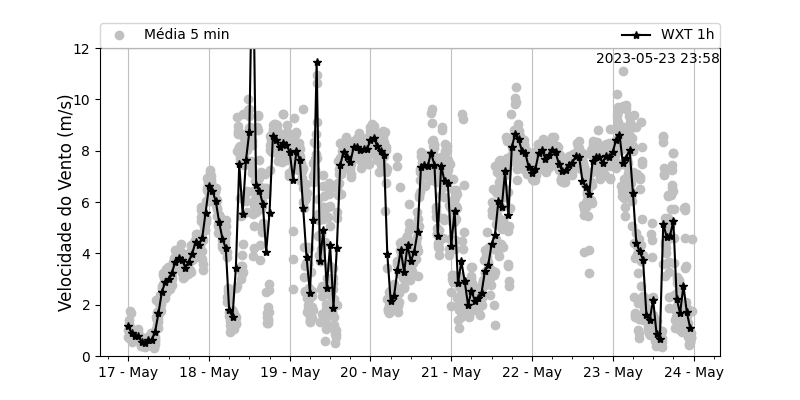 Média 5 min
WXT 1h
2023-05-23 23:58
Velocidade do Vento (m/s)
12
10
8
6
4
2
0
17 - May 18 - May 19 - May 20 - May 21 - May 22 - May 23 - May 24 - May